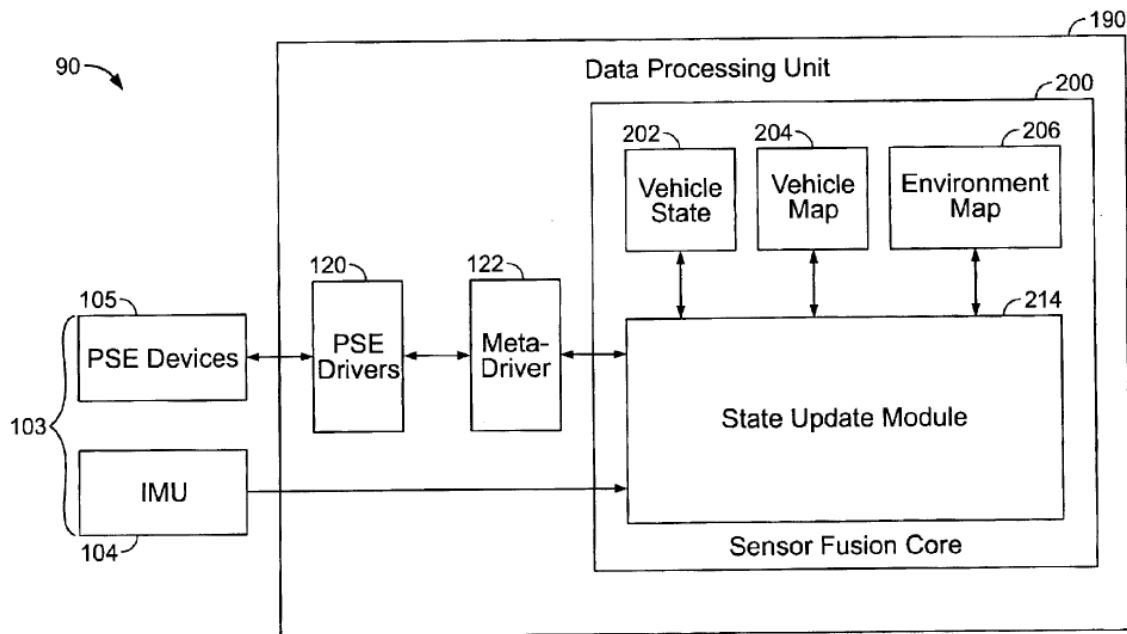 190
90
Data Processing Unit
200
202
204
206
Vehicle
State
Vehicle
Map
Environment
Map
120
122
214
105
PSE Devices
PSE
Drivers
Meta-
Driver
State Update Module
103
IMU
104
Sensor Fusion Core